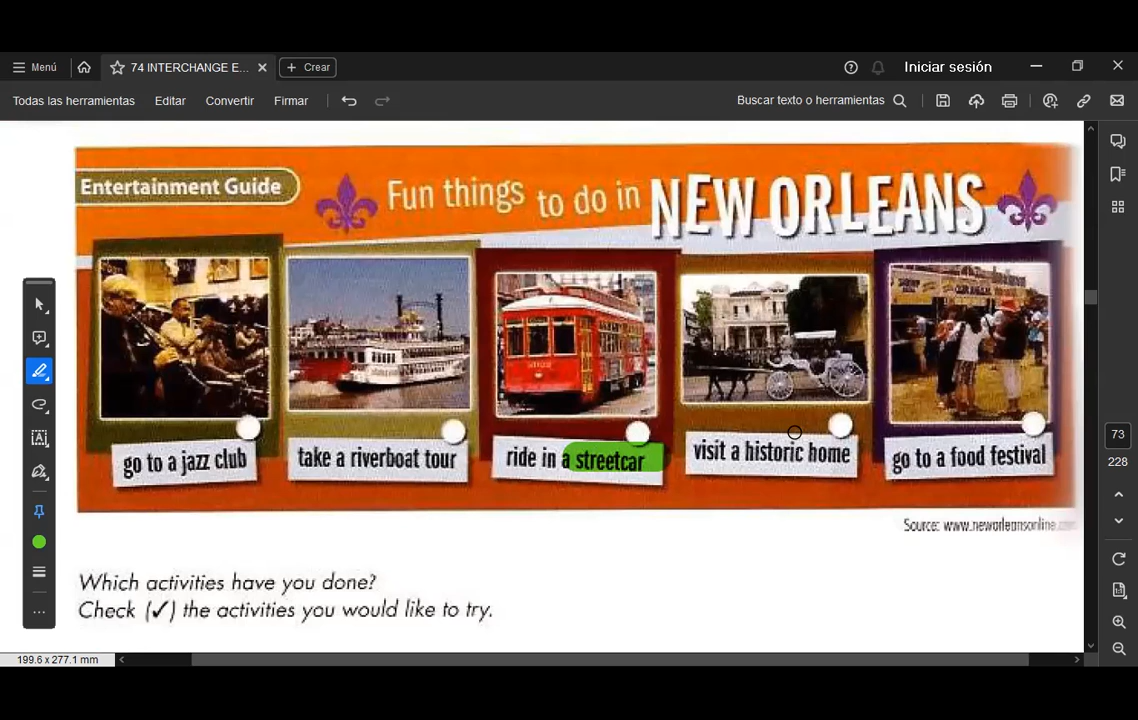 Menú
74 INTERCHANGE E...
Crear
Iniciar sesión
Todas las herramientas
Editar
Convertir
Firmar
Buscar texto o herramientas
Entertainment Guide
Fun things to do in NEW ORLEANS
go to a jazz club
take a riverboat tour
ride in a streetcar
visit a historic home
go to a food festival
Source: www.neworleansonline.com
Which activities have you done?
Check (✓) the activities you would like to try.
73
228
199.6 x 277.1 mm